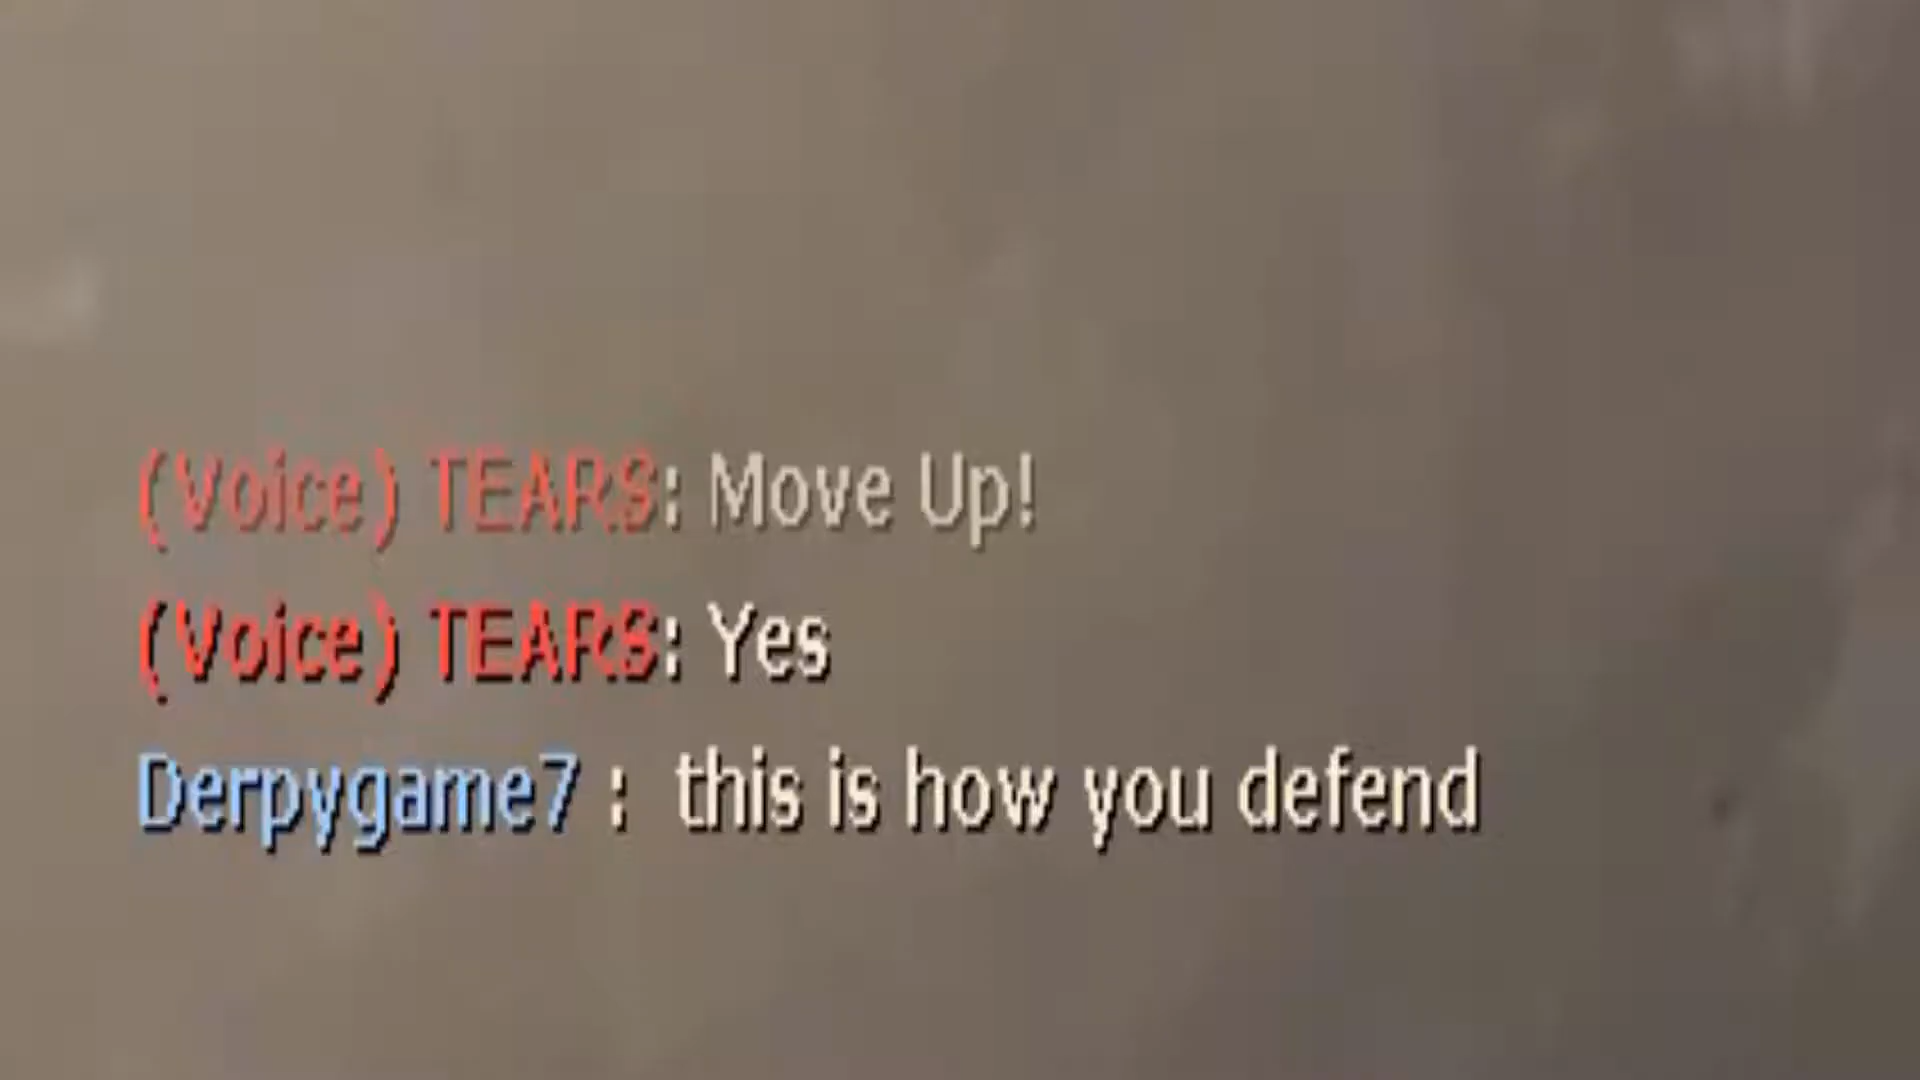 (Voice) TEARS: Move Up!
(Voice) TEARS: Yes
Derpygame7 :  this is how you defend